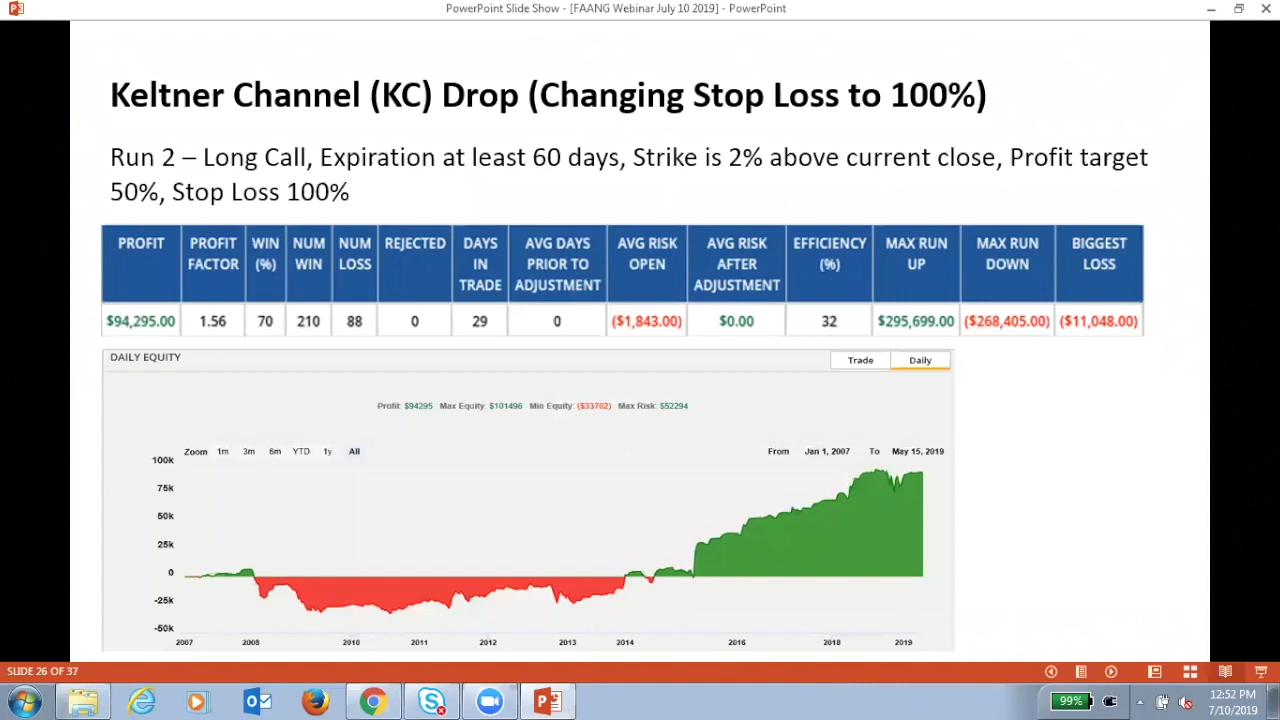 PowerPoint Slide Show - [FAANG Webinar July 10 2019] - PowerPoint
Keltner Channel (KC) Drop (Changing Stop Loss to 100%)
Run 2 – Long Call, Expiration at least 60 days, Strike is 2% above current close, Profit target
50%, Stop Loss 100%
PROFIT PROFIT FACTOR WIN (%) NUM WIN NUM LOSS REJECTED DAYS IN TRADE AVG DAYS PRIOR TO ADJUSTMENT AVG RISK OPEN AVG RISK AFTER ADJUSTMENT EFFICIENCY (%) MAX RUN UP MAX RUN DOWN BIGGEST LOSS
$94,295.00 1.56 70 210 88 0 29 0 ($1,843.00) $0.00 32 $295,699.00 ($268,405.00) ($11,048.00)
DAILY EQUITY Trade Daily
Profit: $94295 Max Equity: $101496 Min Equity: ($33702) Max Risk: $52294
Zoom 1m 3m 6m YTD 1y All From Jan 1, 2007 To May 15, 2019
100k
75k
50k
25k
0
-25k
-50k
2007 2008 2010 2011 2012 2013 2014 2016 2018 2019
SLIDE 26 OF 37
99% 12:52 PM
7/10/2019